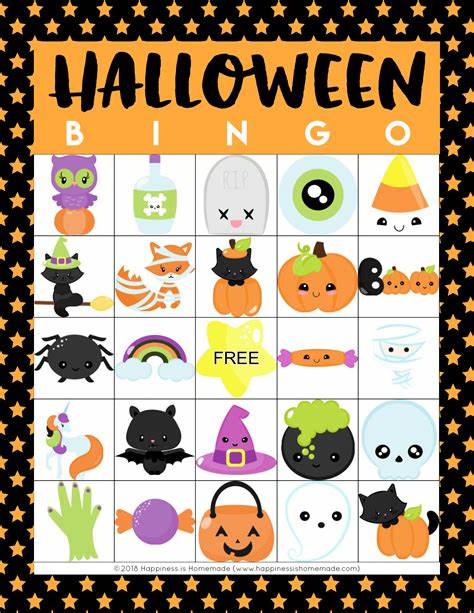 HALLOWEEN
B I N G O
RIP
FREE
©2018 Happiness is Homemade (www.happinessishomemade.com)